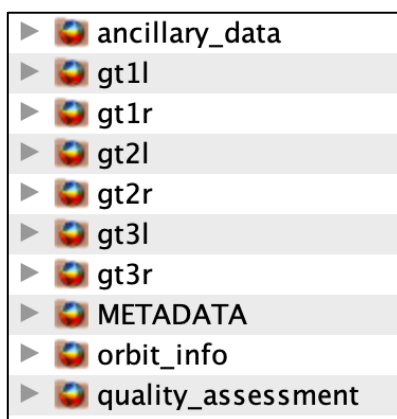 ancillary_data
gt1l
gt1r
gt2l
gt2r
gt3l
gt3r
METADATA
orbit_info
quality_assessment